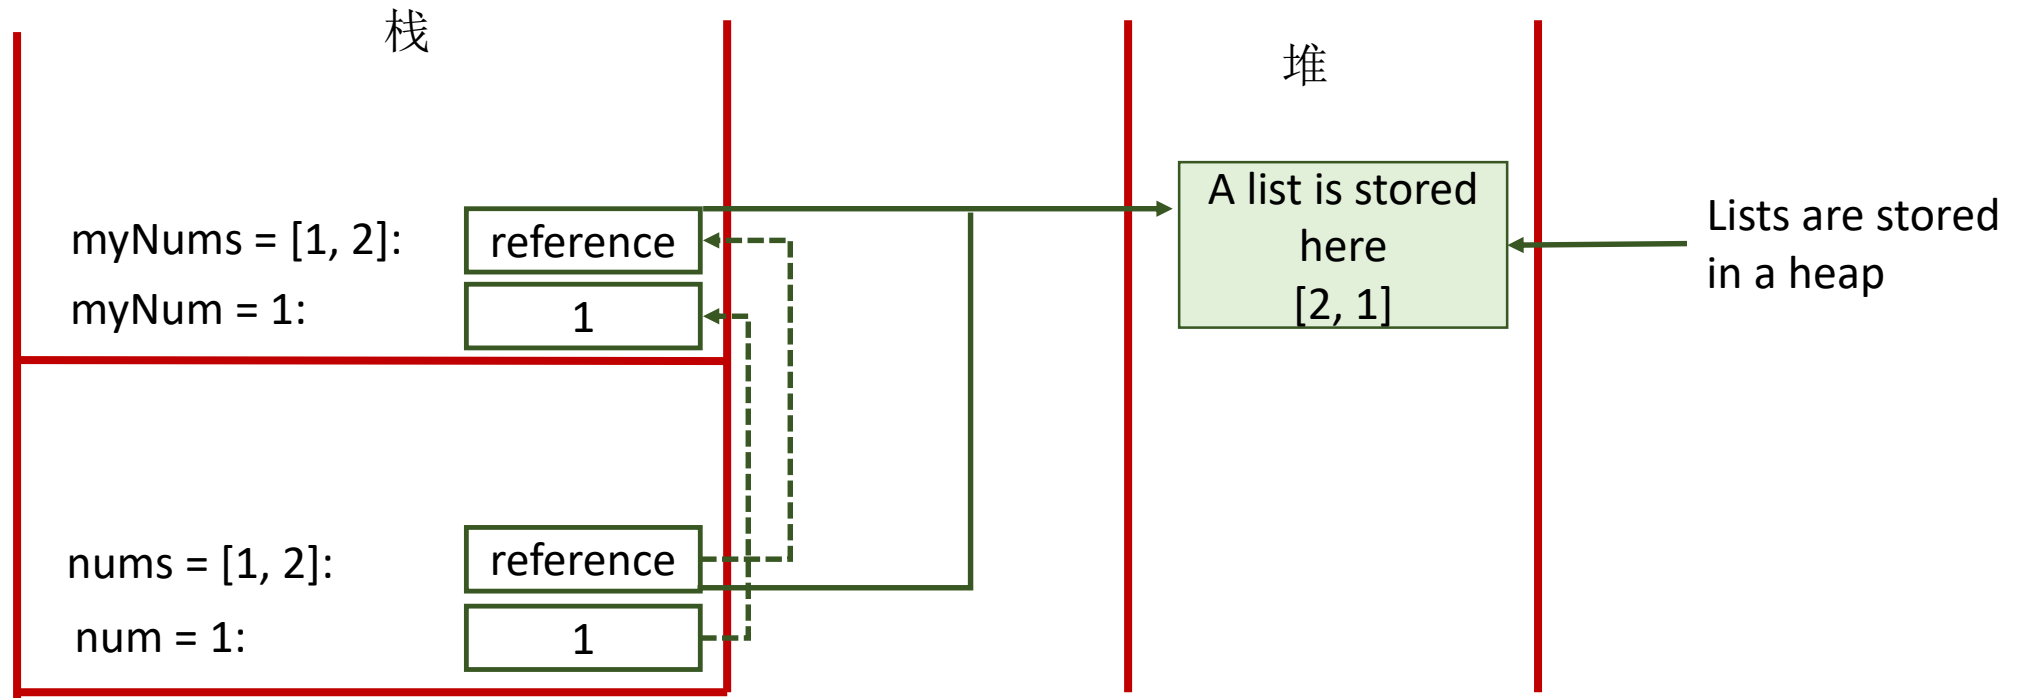 栈
堆
myNums = [1, 2]:
reference
myNum = 1:
1
A list is stored
here
[2, 1]
Lists are stored
in a heap
nums = [1, 2]:
reference
num = 1:
1